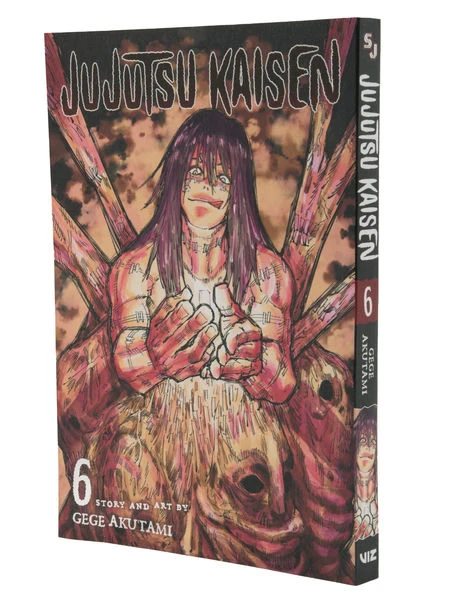 JUJUTSU KAISEN
6
STORY AND ART BY
GEGE AKUTAMI
SJ
JUJUTSU KAISEN
6
GEGE
AKUTAMI
VIZ